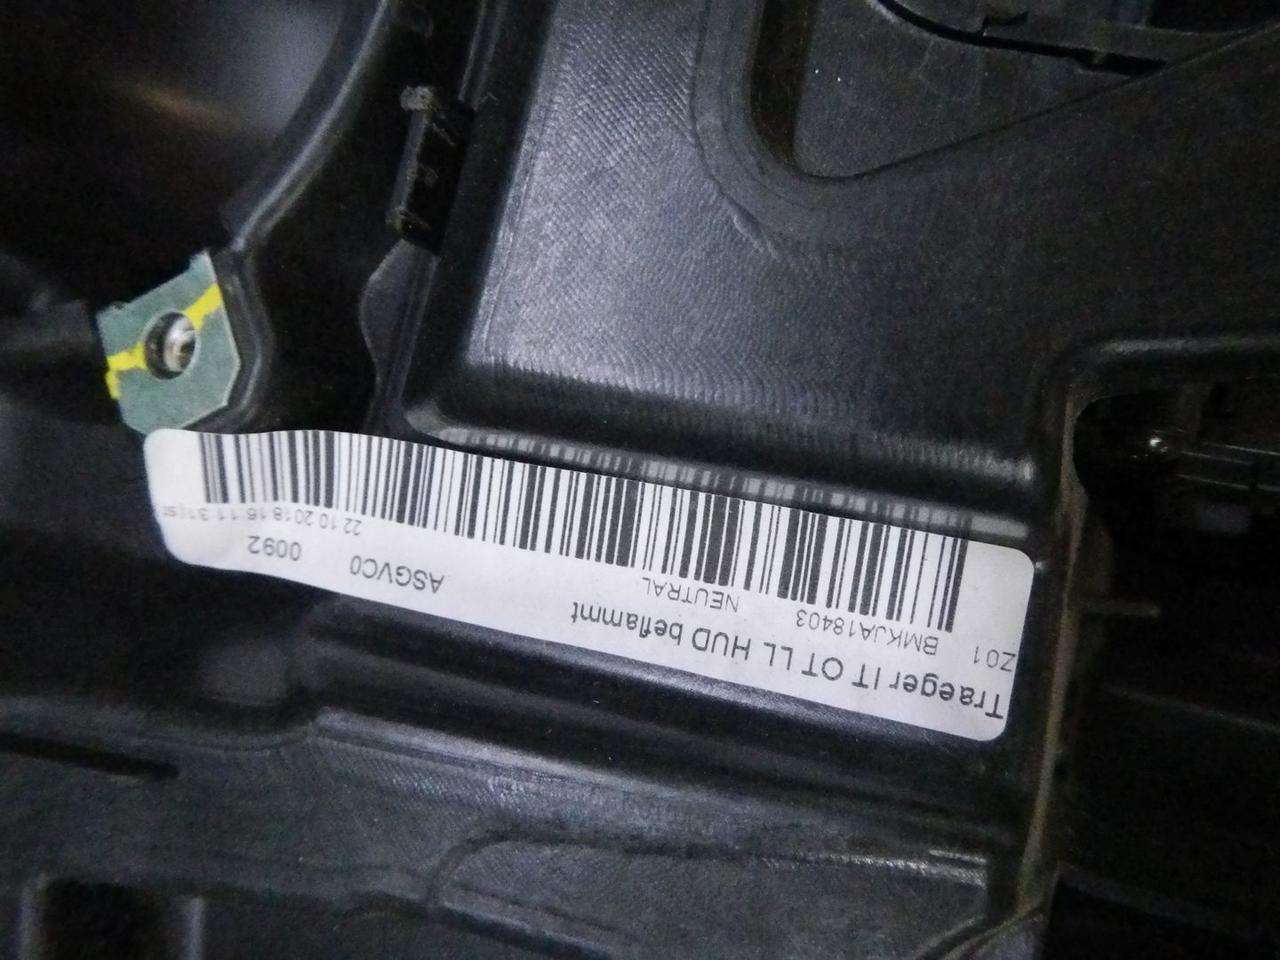 Traeger IT OT LL HUD beflammt
Z01
BMKJA18403
NEUTRAL
ASGVC0
0092
22.10.2018 16:11:31